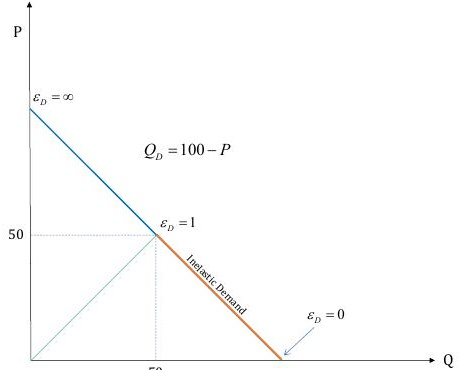 P
ε_D = ∞
Q_D = 100 − P
ε_D = 1
50
Inelastic Demand
ε_D = 0
Q